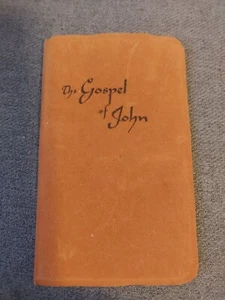 The Gospel
of
John